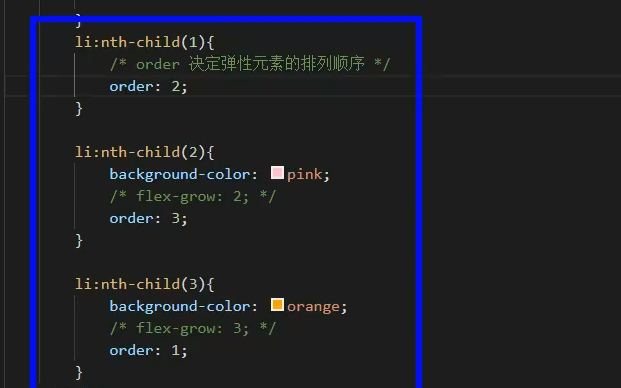 }
li:nth-child(1){
/* order 决定弹性元素的排列顺序 */
order: 2;
}
li:nth-child(2){
background-color: pink;
/* flex-grow: 2; */
order: 3;
}
li:nth-child(3){
background-color: orange;
/* flex-grow: 3; */
order: 1;
}